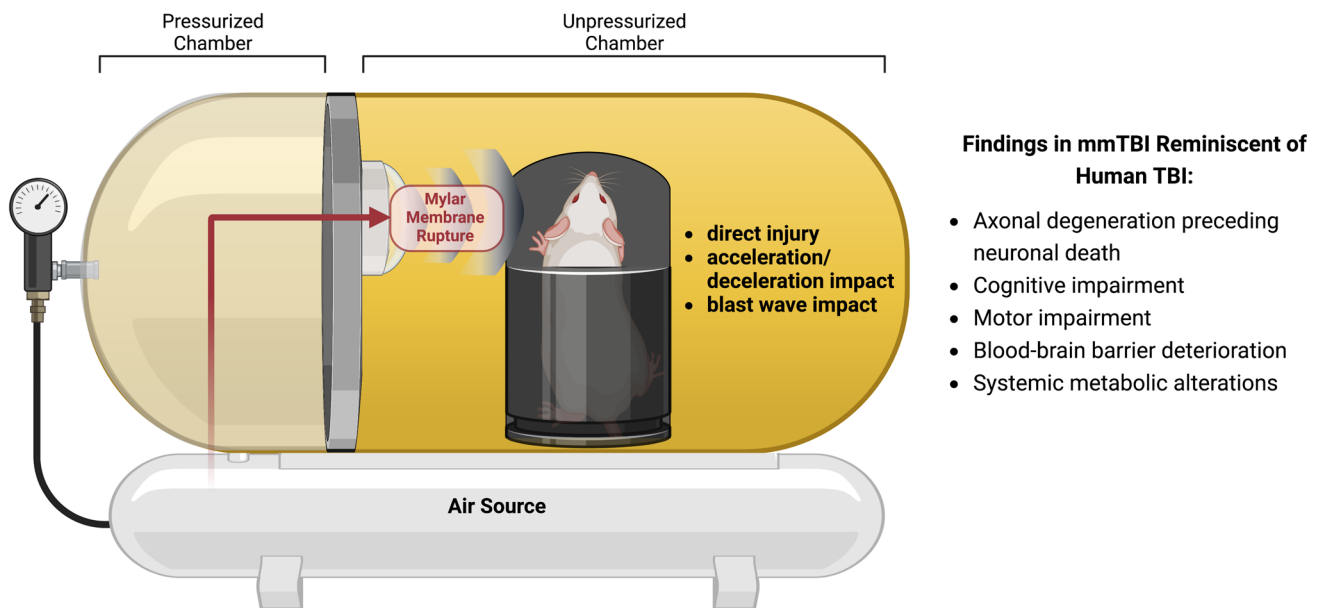 Pressurized
Chamber
Unpressurized
Chamber
Mylar
Membrane
Rupture
• direct injury
• acceleration/
deceleration impact
• blast wave impact
Air Source
Findings in mmTBI Reminiscent of
Human TBI:
• Axonal degeneration preceding
neuronal death
• Cognitive impairment
• Motor impairment
• Blood-brain barrier deterioration
• Systemic metabolic alterations